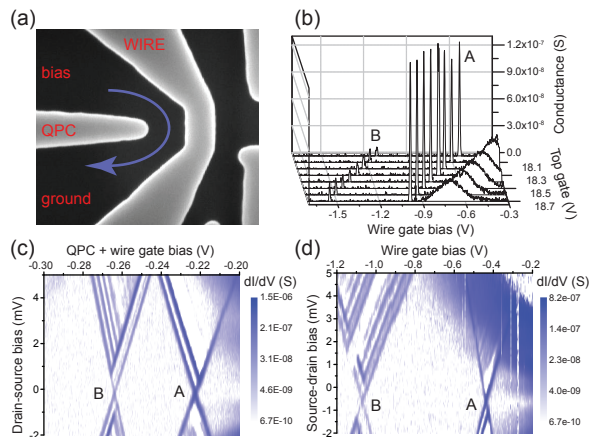 (a)
WIRE
bias
QPC
ground
(b)
A
B
1.2x10⁻⁷
9.0x10⁻⁸
6.0x10⁻⁸
3.0x10⁻⁸
0.0
Conductance (S)
18.1
18.3
18.5
18.7
Top gate (V)
-1.5 -1.2 -0.9 -0.6 -0.3
Wire gate bias (V)
(c)
QPC + wire gate bias (V)
-0.30 -0.28 -0.26 -0.24 -0.22 -0.20
dI/dV (S)
Drain-source bias (mV)
4
2
0
-2
B
A
1.5E-06
2.1E-07
3.1E-08
4.6E-09
6.7E-10
(d)
Wire gate bias (V)
-1.2 -1.0 -0.8 -0.6 -0.4 -0.2
dI/dV (S)
Source-drain bias (mV)
5
4
3
2
1
0
-1
-2
B
A
8.2e-07
1.4E-07
2.3E-08
4.0E-09
6.7E-10